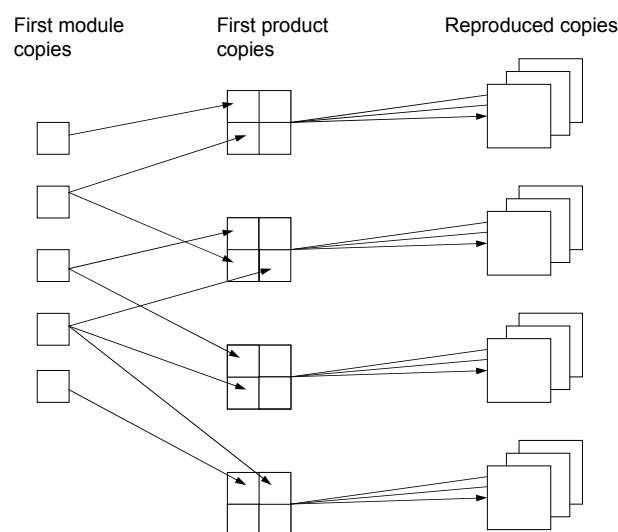 First module
copies
First product
copies
Reproduced copies